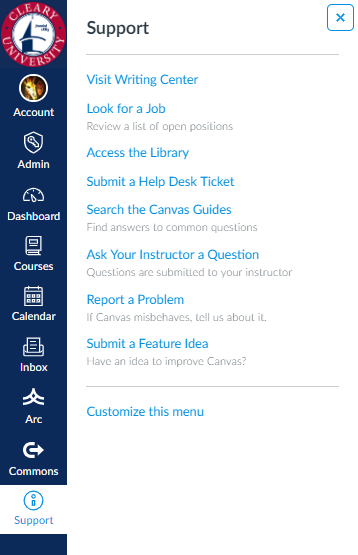 CLEARY
UNIVERSITY
Account
Admin
Dashboard
Courses
Calendar
Inbox
Arc
Commons
Support
Support
Visit Writing Center
Look for a Job
Review a list of open positions
Access the Library
Submit a Help Desk Ticket
Search the Canvas Guides
Find answers to common questions
Ask Your Instructor a Question
Questions are submitted to your instructor
Report a Problem
If Canvas misbehaves, tell us about it.
Submit a Feature Idea
Have an idea to improve Canvas?
Customize this menu